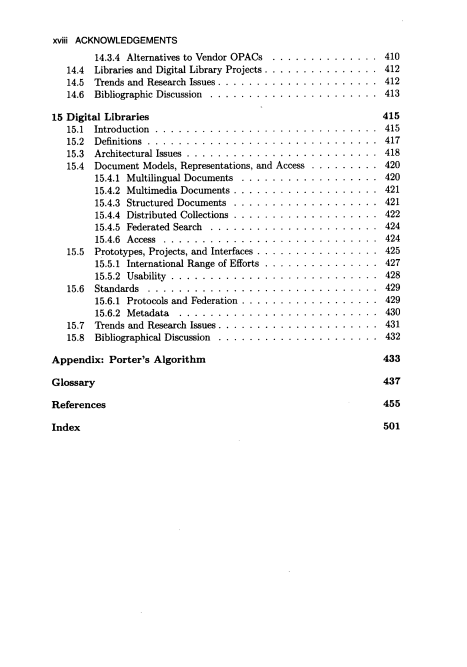 xviii ACKNOWLEDGEMENTS
14.3.4 Alternatives to Vendor OPACs . . . . . . . . . . . . . . 410
14.4 Libraries and Digital Library Projects . . . . . . . . . . . . . . . 412
14.5 Trends and Research Issues . . . . . . . . . . . . . . . . . . . . . 412
14.6 Bibliographic Discussion . . . . . . . . . . . . . . . . . . . . . . 413
15 Digital Libraries 415
15.1 Introduction . . . . . . . . . . . . . . . . . . . . . . . . . . . . . 415
15.2 Definitions . . . . . . . . . . . . . . . . . . . . . . . . . . . . . . 417
15.3 Architectural Issues . . . . . . . . . . . . . . . . . . . . . . . . . 418
15.4 Document Models, Representations, and Access . . . . . . . . . 420
15.4.1 Multilingual Documents . . . . . . . . . . . . . . . . . . 420
15.4.2 Multimedia Documents . . . . . . . . . . . . . . . . . . . 421
15.4.3 Structured Documents . . . . . . . . . . . . . . . . . . . 421
15.4.4 Distributed Collections . . . . . . . . . . . . . . . . . . . 422
15.4.5 Federated Search . . . . . . . . . . . . . . . . . . . . . . 424
15.4.6 Access . . . . . . . . . . . . . . . . . . . . . . . . . . . . 424
15.5 Prototypes, Projects, and Interfaces . . . . . . . . . . . . . . . . 425
15.5.1 International Range of Efforts . . . . . . . . . . . . . . . 427
15.5.2 Usability . . . . . . . . . . . . . . . . . . . . . . . . . . . 428
15.6 Standards . . . . . . . . . . . . . . . . . . . . . . . . . . . . . . 429
15.6.1 Protocols and Federation . . . . . . . . . . . . . . . . . . 429
15.6.2 Metadata . . . . . . . . . . . . . . . . . . . . . . . . . . 430
15.7 Trends and Research Issues . . . . . . . . . . . . . . . . . . . . . 431
15.8 Bibliographical Discussion . . . . . . . . . . . . . . . . . . . . . 432
Appendix: Porter's Algorithm 433
Glossary 437
References 455
Index 501